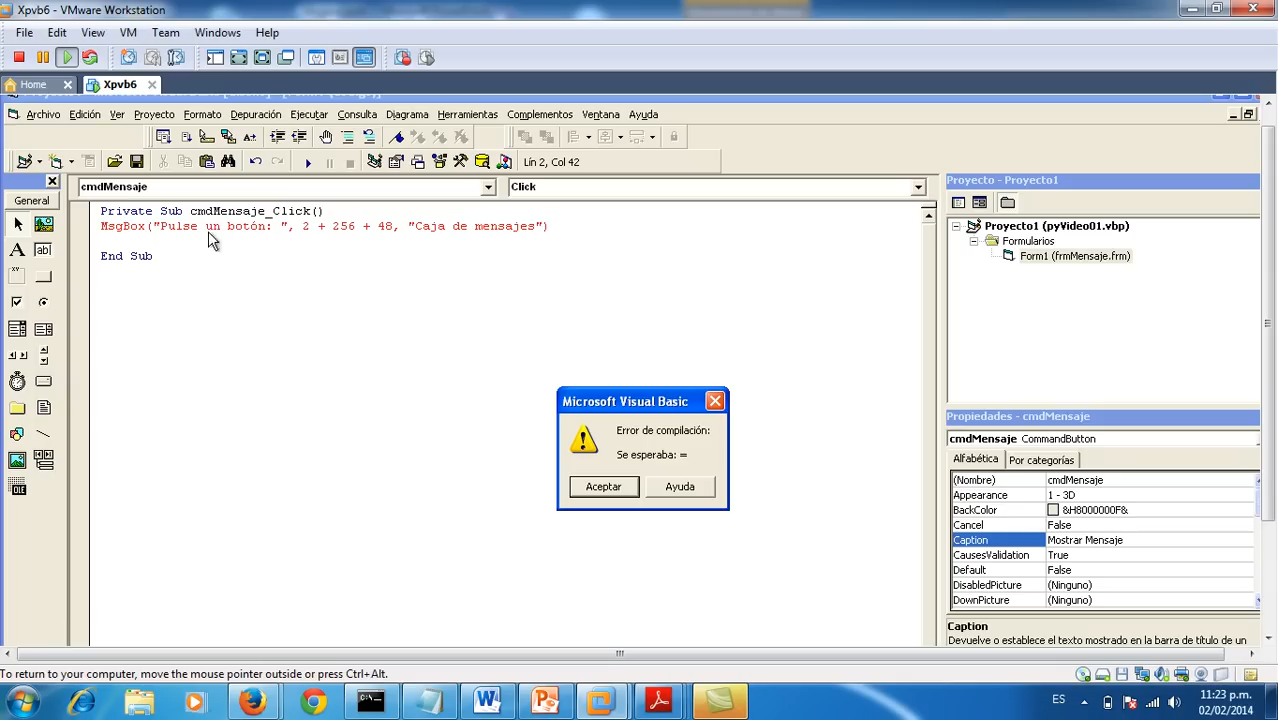 Xpvb6 - VMware Workstation
File Edit View VM Team Windows Help
Home Xpvb6
Archivo Edición Ver Proyecto Formato Depuración Ejecutar Consulta Diagrama Herramientas Complementos Ventana Ayuda
Lín 2, Col 42
General
cmdMensaje Click
Private Sub cmdMensaje_Click()
MsgBox("Pulse un botón: ", 2 + 256 + 48, "Caja de mensajes")
End Sub
Microsoft Visual Basic
Error de compilación:
Se esperaba: =
Aceptar Ayuda
Proyecto - Proyecto1
Proyecto1 (pyVideo01.vbp)
Formularios
Form1 (frmMensaje.frm)
Propiedades - cmdMensaje
cmdMensaje CommandButton
Alfabética Por categorías
(Nombre) cmdMensaje
Appearance 1 - 3D
BackColor &H8000000F&
Cancel False
Caption Mostrar Mensaje
CausesValidation True
Default False
DisabledPicture (Ninguno)
DownPicture (Ninguno)
Caption
Devuelve o establece el texto mostrado en la barra de título de un
To return to your computer, move the mouse pointer outside or press Ctrl+Alt.
ES
11:23 p.m.
02/02/2014